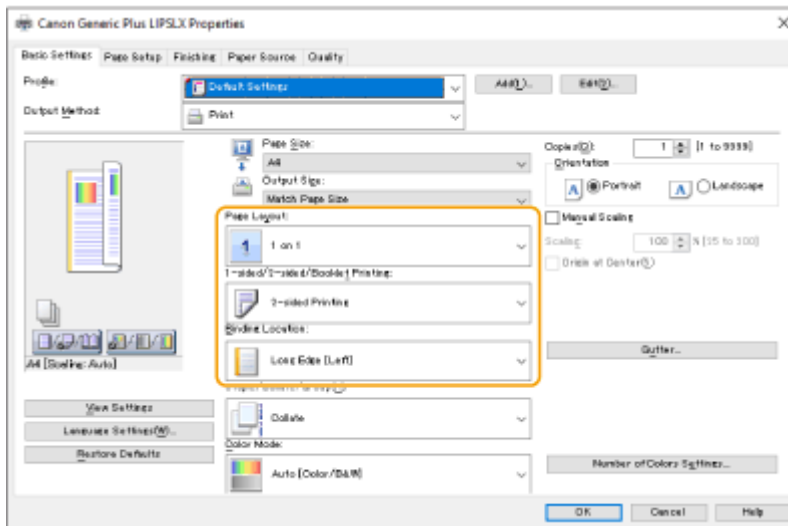 Canon Generic Plus LIPSLX Properties
Basic Settings Page Setup Finishing Paper Source Quality
Profile: Default Settings Add(1)... Edit(2)...
Output Method: Print
Page Size: Copies(Q): 1 [1 to 9999]
A4 Orientation
Output Size: A Portrait A Landscape
Match Page Size
Page Layout: Manual Scaling
1 1 on 1 Scaling: 100 % [25 to 200]
Origin at Center(5)
1-sided/2-sided/Booklet Printing:
2-sided Printing
Binding Location:
Long Edge [Left] Gutter...
A4 [Scaling: Auto]
View Settings Collate
Language Settings(W)...
Restore Defaults Color Mode:
Auto [Color/B&W] Number of Colors Settings...
OK Cancel Help